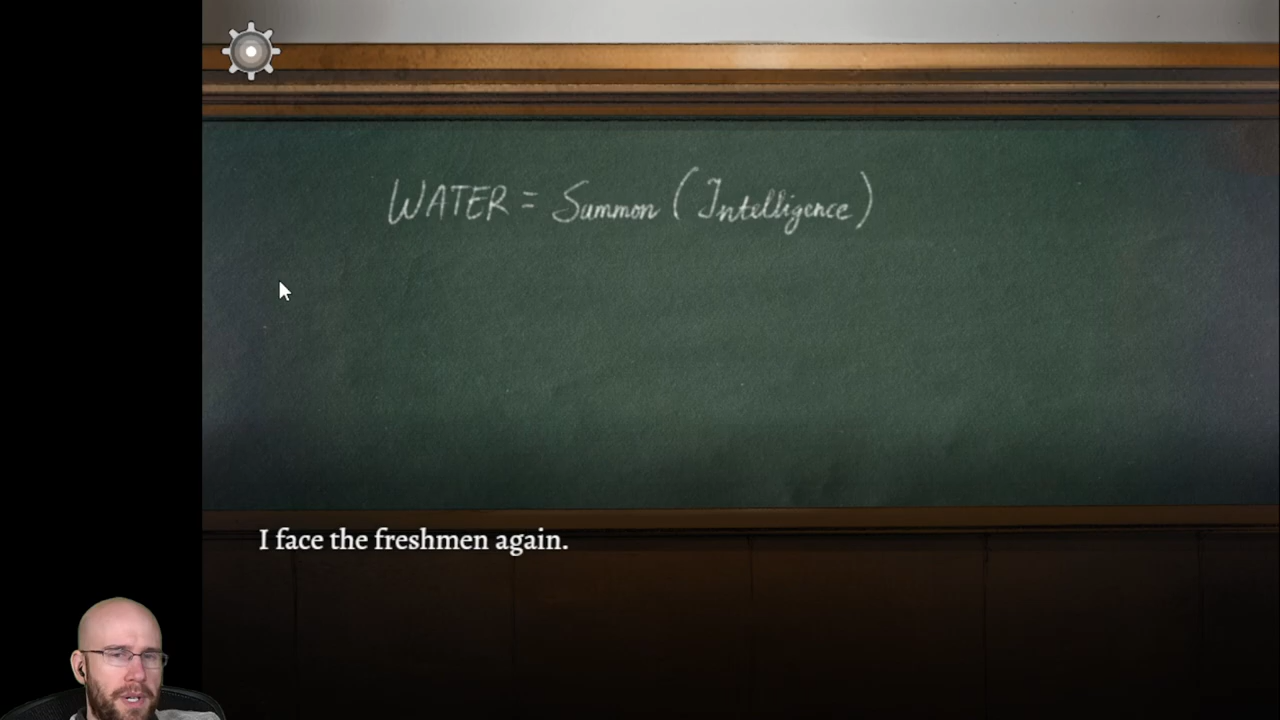 WATER = Summon (Intelligence)
I face the freshmen again.